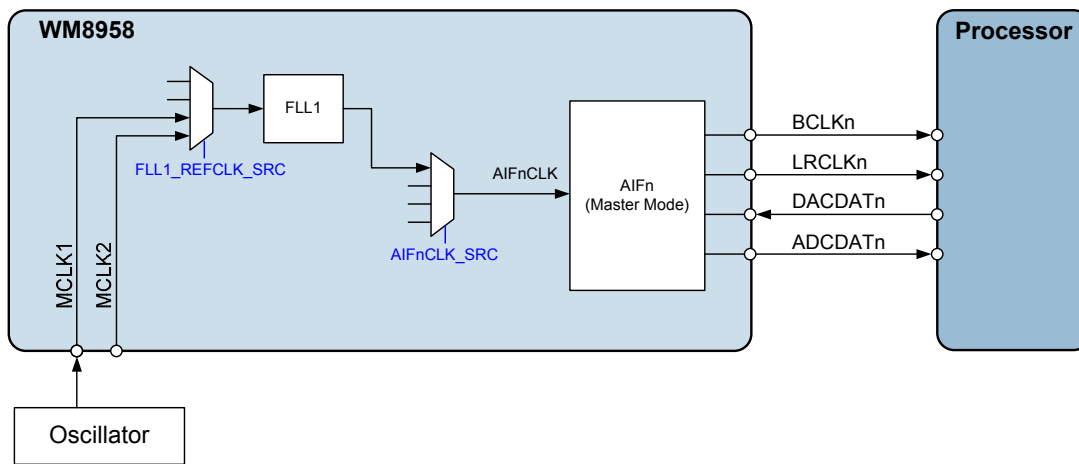 WM8958
Processor
FLL1
FLL1_REFCLK_SRC
AIFnCLK
AIFnCLK_SRC
AIFn
(Master Mode)
BCLKn
LRCLKn
DACDATn
ADCDATn
MCLK1
MCLK2
Oscillator